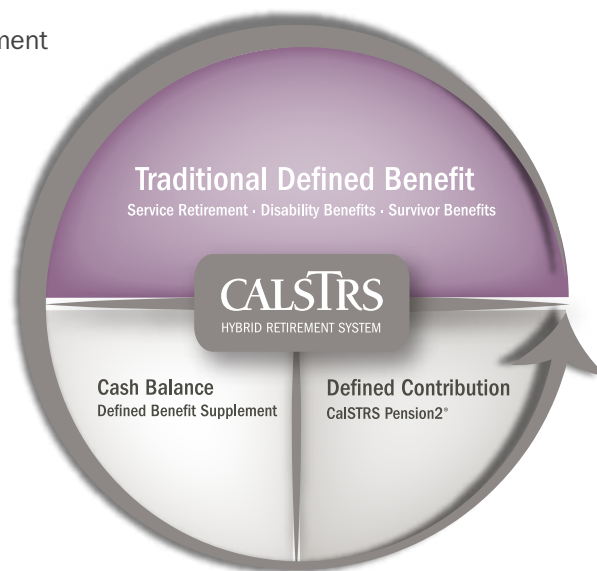 Traditional Defined Benefit
Service Retirement · Disability Benefits · Survivor Benefits
CALSTRS
HYBRID RETIREMENT SYSTEM
Cash Balance
Defined Benefit Supplement
Defined Contribution
CalSTRS Pension2®